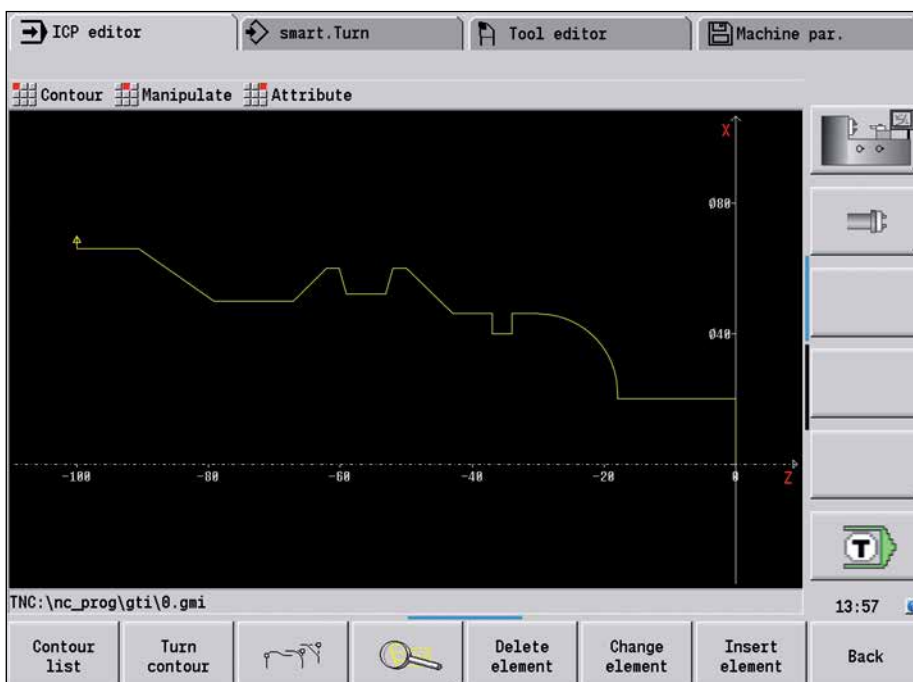 ICP editor smart.Turn Tool editor Machine par.
Contour Manipulate Attribute
X
Ø80
Ø40
-100 -80 -60 -40 -20 0 Z
T
TNC:\nc_prog\gti\0.gmi
13:57
Contour list
Turn contour
Delete element
Change element
Insert element
Back